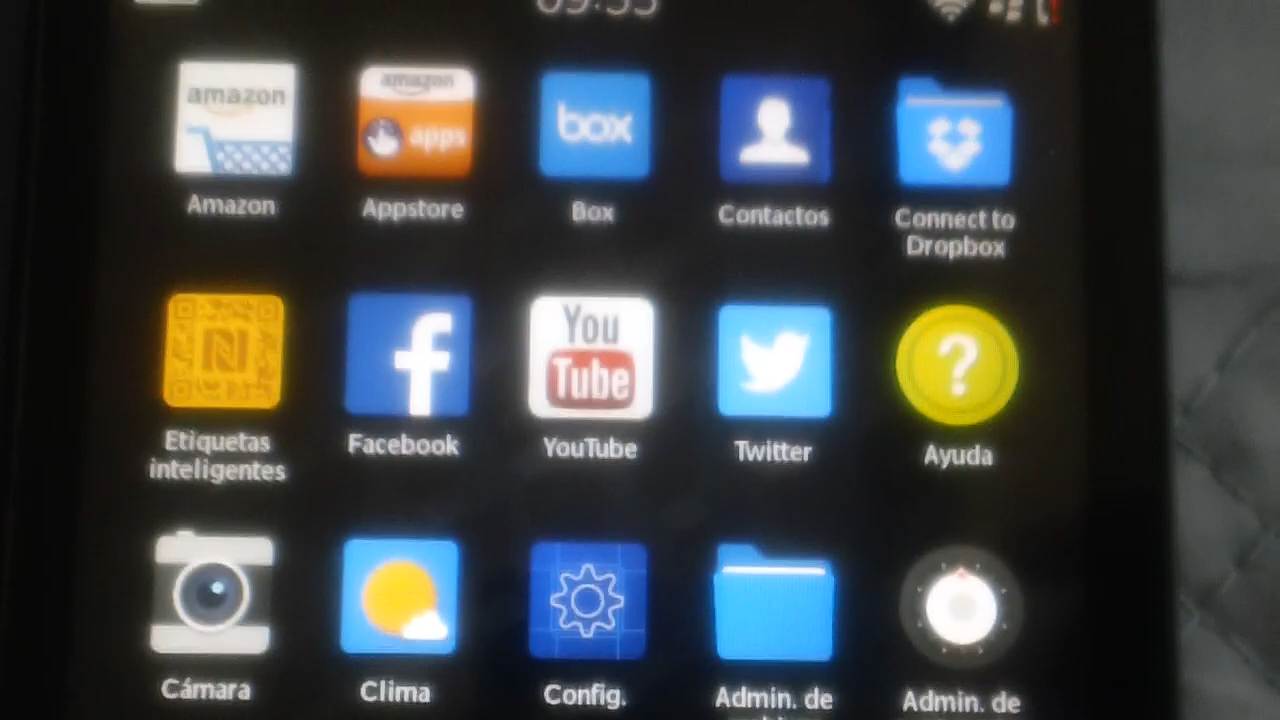 amazon
amazon
apps
box
Amazon
Appstore
Box
Contactos
Connect to
Dropbox
You
Tube
Etiquetas
inteligentes
Facebook
YouTube
Twitter
Ayuda
Cámara
Clima
Config.
Admin. de
Admin. de